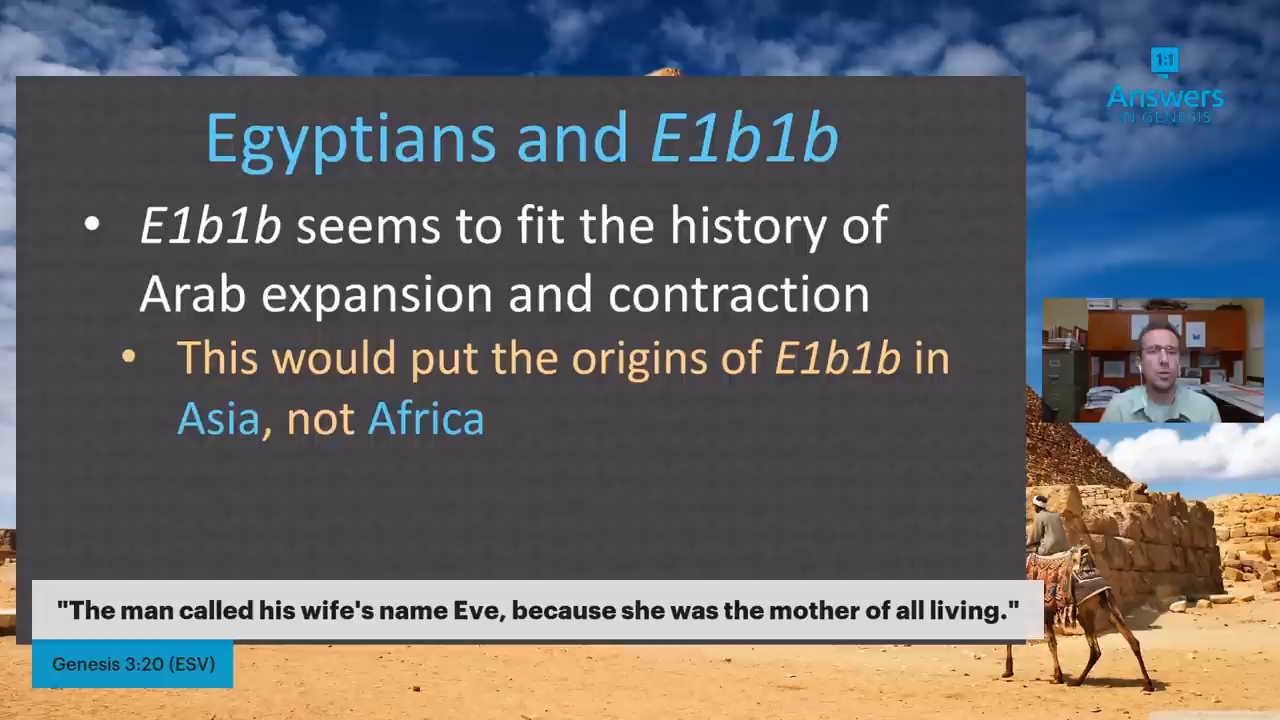 1:1
Answers
IN GENESIS
Egyptians and E1b1b
• E1b1b seems to fit the history of
Arab expansion and contraction
• This would put the origins of E1b1b in
Asia, not Africa
"The man called his wife's name Eve, because she was the mother of all living."
Genesis 3:20 (ESV)